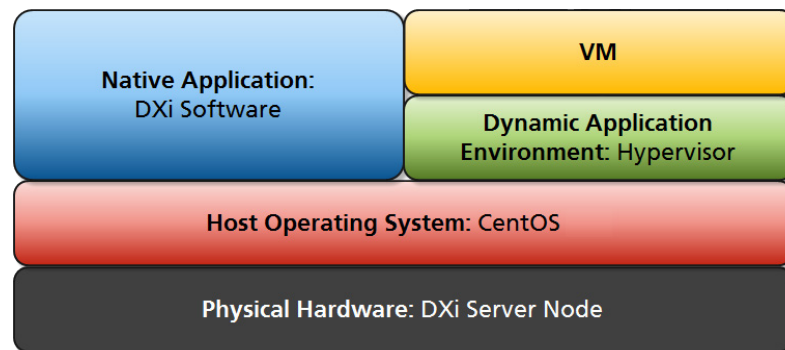 Native Application:
DXi Software
VM
Dynamic Application
Environment: Hypervisor
Host Operating System: CentOS
Physical Hardware: DXi Server Node